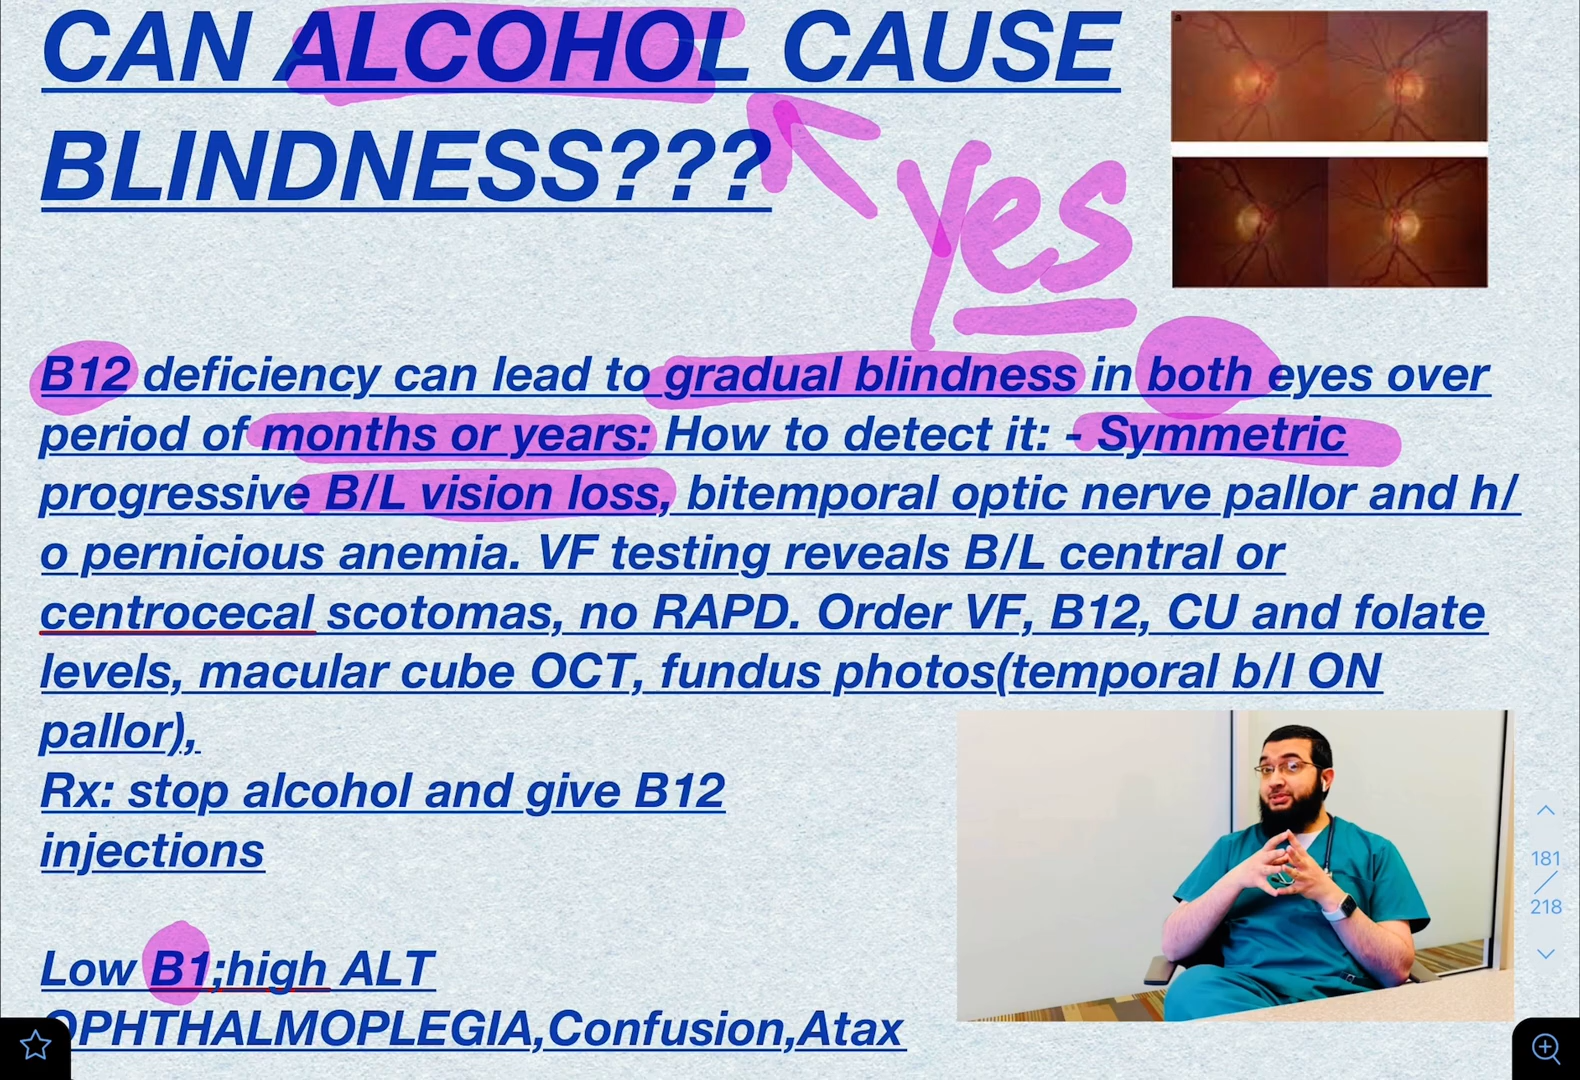 CAN ALCOHOL CAUSE
BLINDNESS???
yes
B12 deficiency can lead to gradual blindness in both eyes over
period of months or years: How to detect it: - Symmetric
progressive B/L vision loss, bitemporal optic nerve pallor and h/
o pernicious anemia. VF testing reveals B/L central or
centrocecal scotomas, no RAPD. Order VF, B12, CU and folate
levels, macular cube OCT, fundus photos(temporal b/l ON
pallor),
Rx: stop alcohol and give B12
injections
Low B1;high ALT
OPHTHALMOPLEGIA,Confusion,Atax
181
218